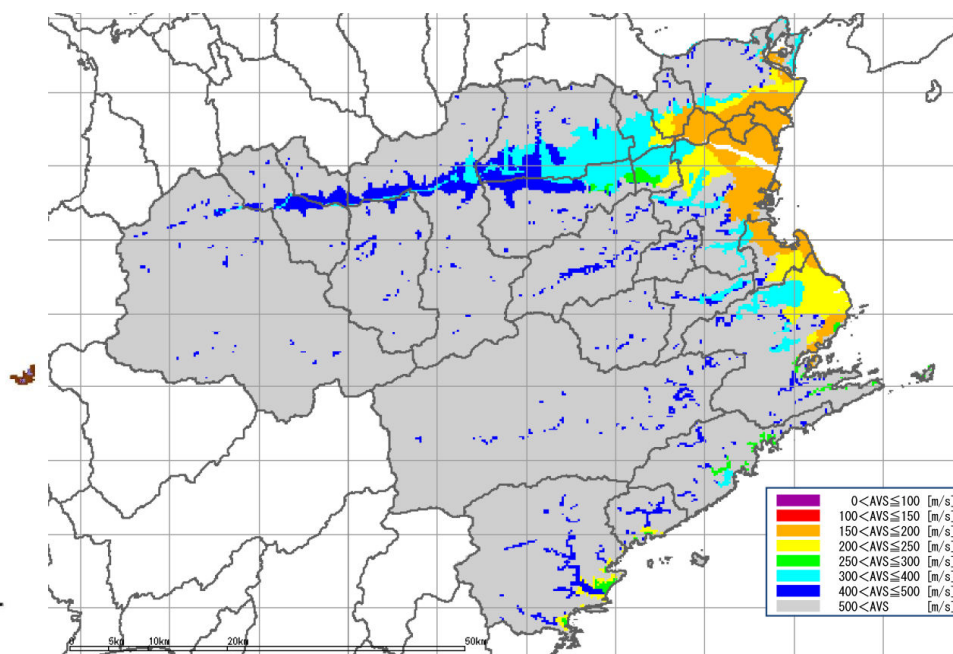 0<AVS≦100 [m/s]
100<AVS≦150 [m/s]
150<AVS≦200 [m/s]
200<AVS≦250 [m/s]
250<AVS≦300 [m/s]
300<AVS≦400 [m/s]
400<AVS≦500 [m/s]
500<AVS [m/s]
0 5km 10km 20km 50km